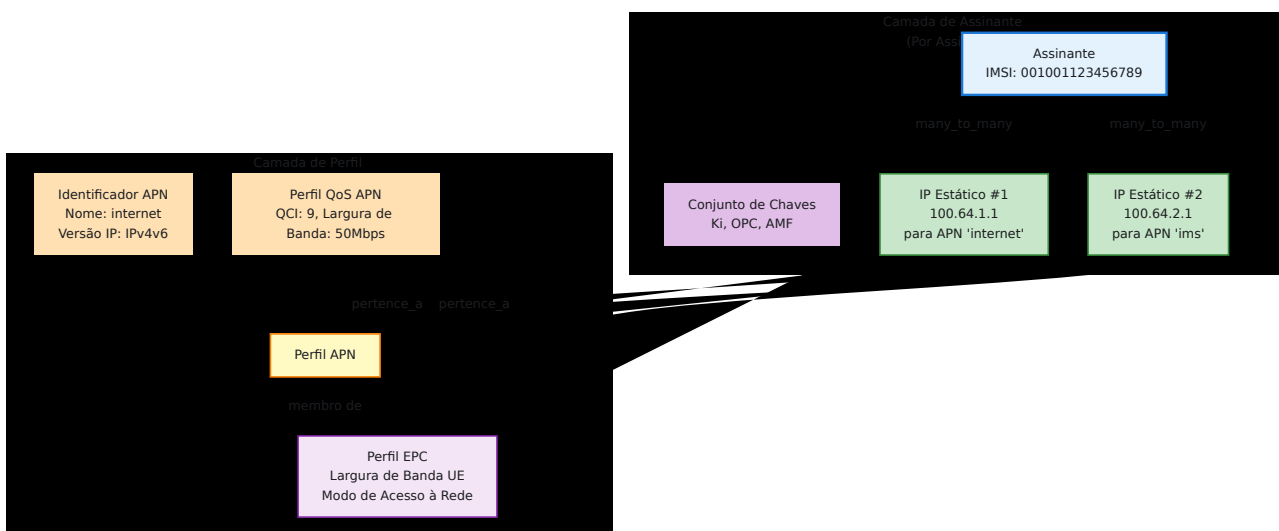 Camada de Assinante
(Por Assi
Assinante
IMSI: 001001123456789
many_to_many
many_to_many
Camada de Perfil
Identificador APN
Nome: internet
Versão IP: IPv4v6
Perfil QoS APN
QCI: 9, Largura de
Banda: 50Mbps
Conjunto de Chaves
Ki, OPC, AMF
IP Estático #1
100.64.1.1
para APN 'internet'
IP Estático #2
100.64.2.1
para APN 'ims'
pertence_a
pertence_a
Perfil APN
membro de
Perfil EPC
Largura de Banda UE
Modo de Acesso à Rede